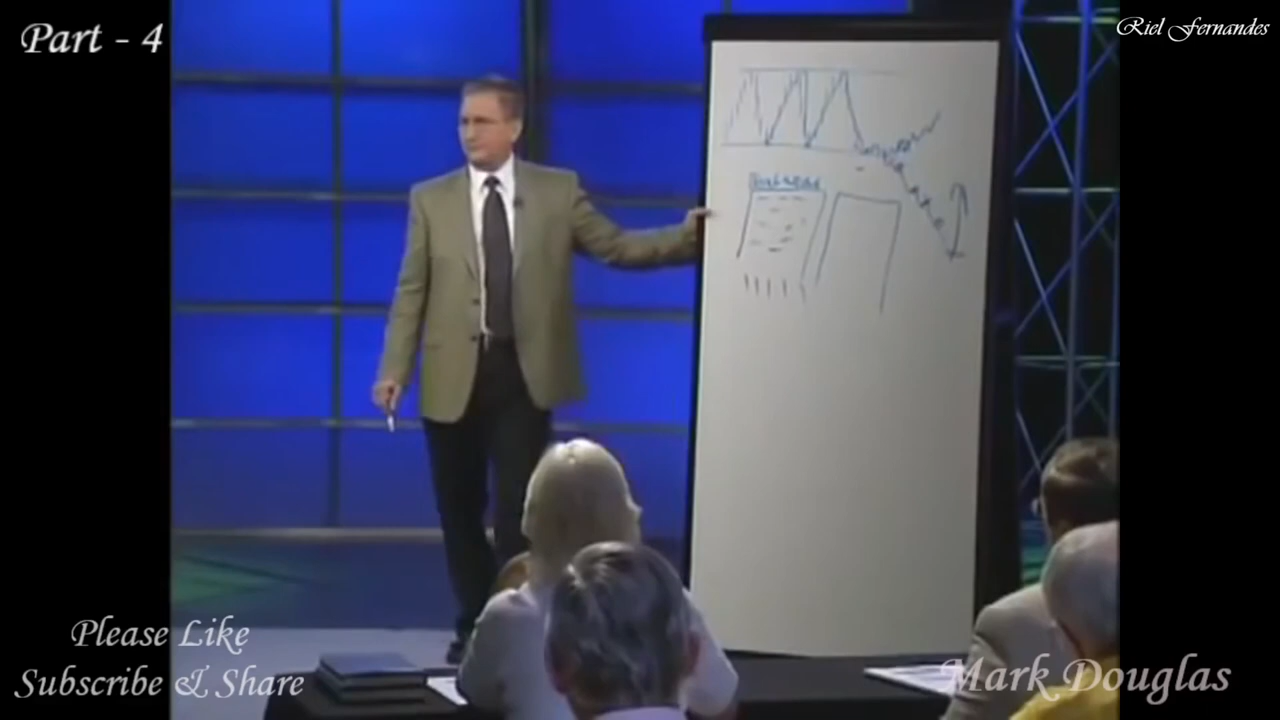 Part - 4
Riel Fernandes
Please Like
Subscribe & Share
Mark Douglas